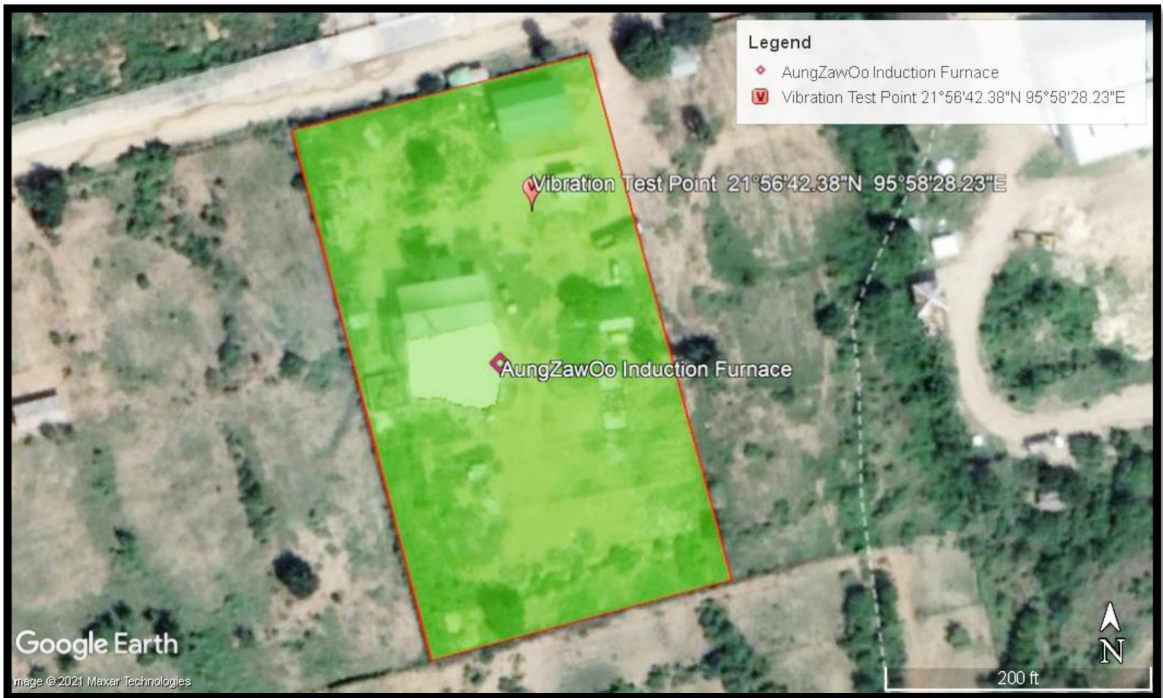 Legend
AungZawOo Induction Furnace
V Vibration Test Point 21°56'42.38"N 95°58'28.23"E
Vibration Test Point 21°56'42.38"N 95°58'28.23"E
AungZawOo Induction Furnace
Google Earth
Image © 2021 Maxar Technologies
N
200 ft